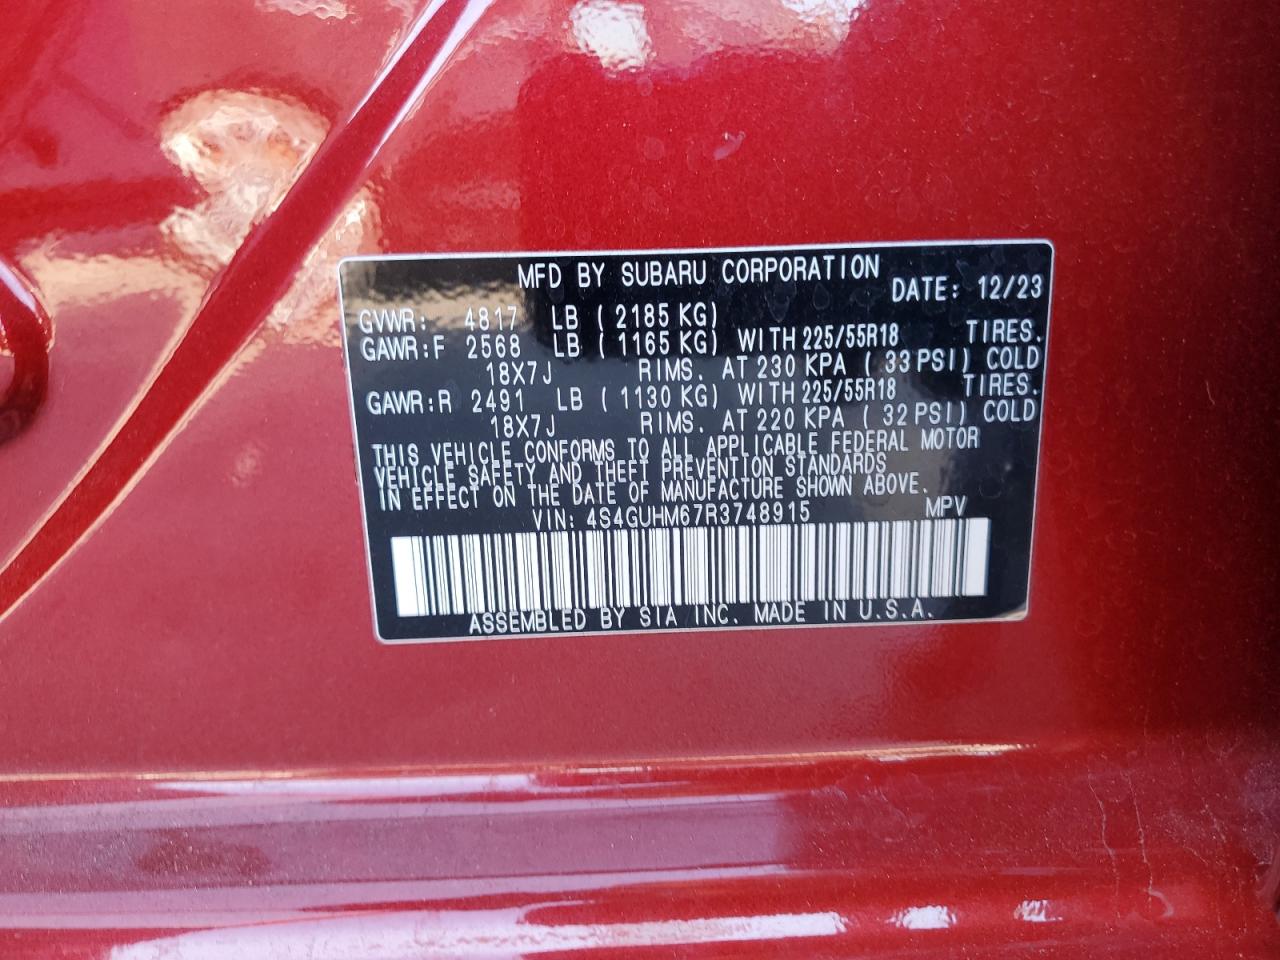 MFD BY SUBARU CORPORATION DATE: 12/23
GVWR: 4817 LB ( 2185 KG)
GAWR:F 2568 LB ( 1165 KG) WITH 225/55R18 TIRES.
18X7J RIMS. AT 230 KPA ( 33 PSI) COLD
GAWR:R 2491 LB ( 1130 KG) WITH 225/55R18 TIRES.
18X7J RIMS. AT 220 KPA ( 32 PSI) COLD
THIS VEHICLE CONFORMS TO ALL APPLICABLE FEDERAL MOTOR
VEHICLE SAFETY AND THEFT PREVENTION STANDARDS
IN EFFECT ON THE DATE OF MANUFACTURE SHOWN ABOVE.
VIN: 4S4GUHM67R3748915 MPV
ASSEMBLED BY SIA INC. MADE IN U.S.A.